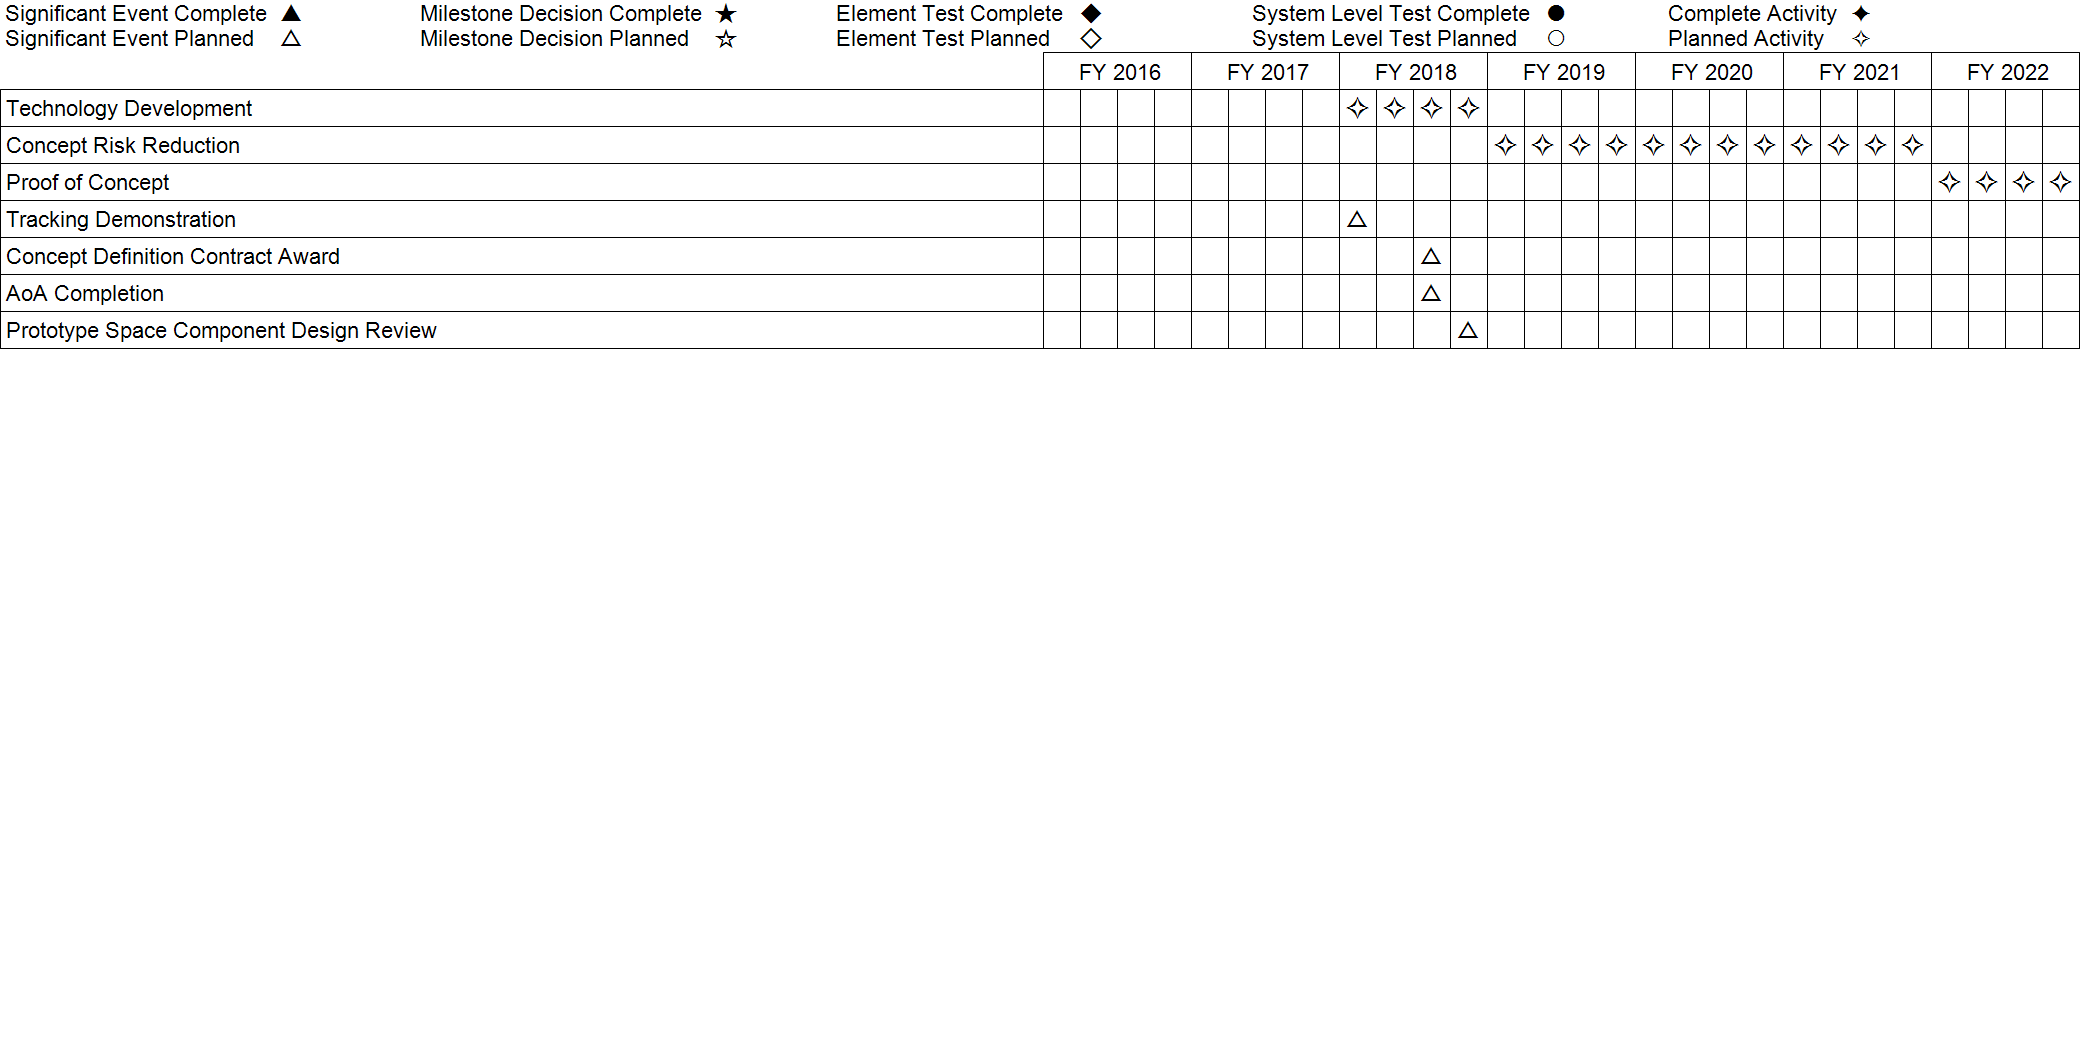 Significant Event Complete ▲ Milestone Decision Complete ★ Element Test Complete ◆ System Level Test Complete ● Complete Activity ✦
Significant Event Planned △ Milestone Decision Planned ☆ Element Test Planned ◇ System Level Test Planned ○ Planned Activity ✧
FY 2016 FY 2017 FY 2018 FY 2019 FY 2020 FY 2021 FY 2022
Technology Development ✧ ✧ ✧ ✧
Concept Risk Reduction ✧ ✧ ✧ ✧ ✧ ✧ ✧ ✧ ✧ ✧ ✧ ✧
Proof of Concept ✧ ✧ ✧ ✧
Tracking Demonstration △
Concept Definition Contract Award △
AoA Completion △
Prototype Space Component Design Review △